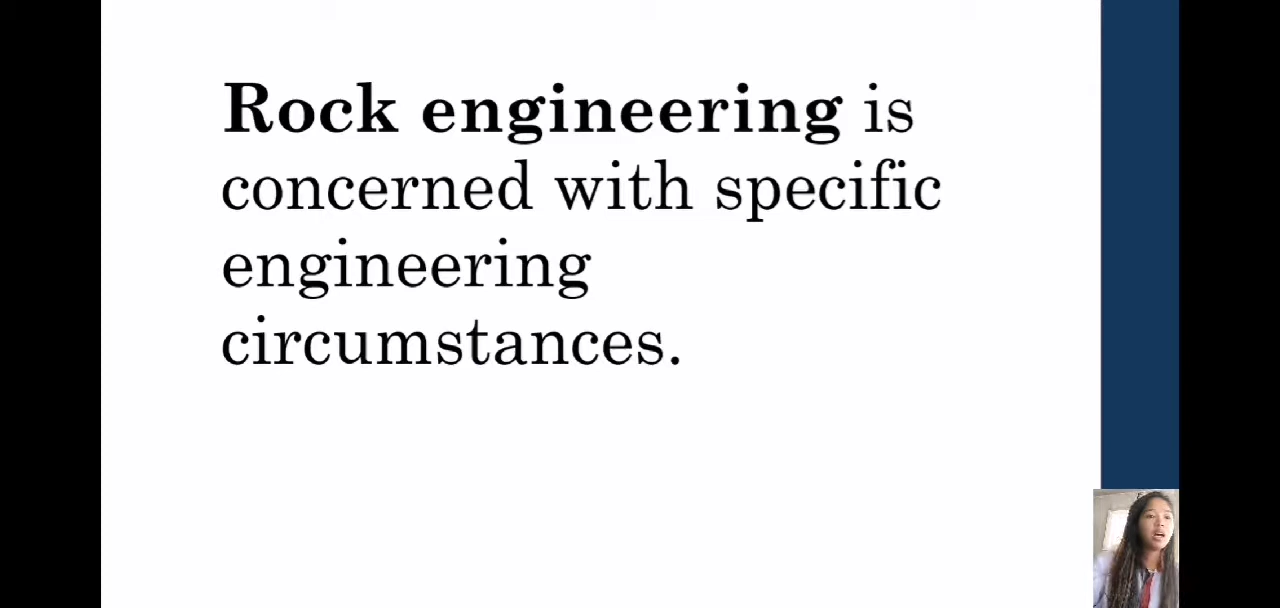 Rock engineering is
concerned with specific
engineering
circumstances.